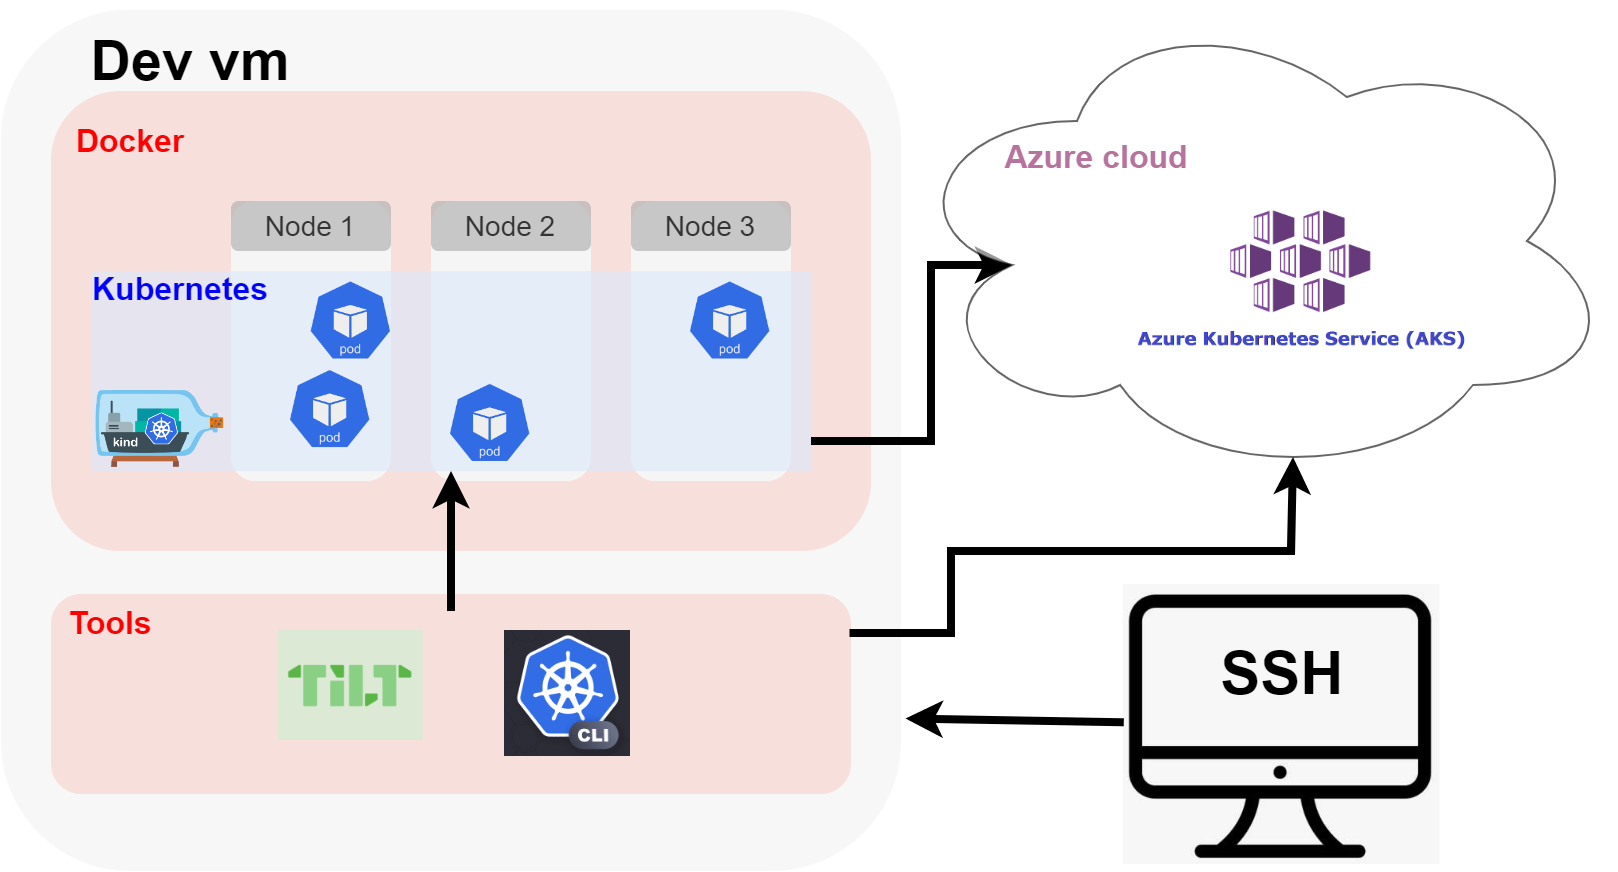 Dev vm
Docker
Node 1
Node 2
Node 3
Kubernetes
pod
pod
pod
pod
kind
Azure cloud
Azure Kubernetes Service (AKS)
Tools
TILT
CLI
SSH